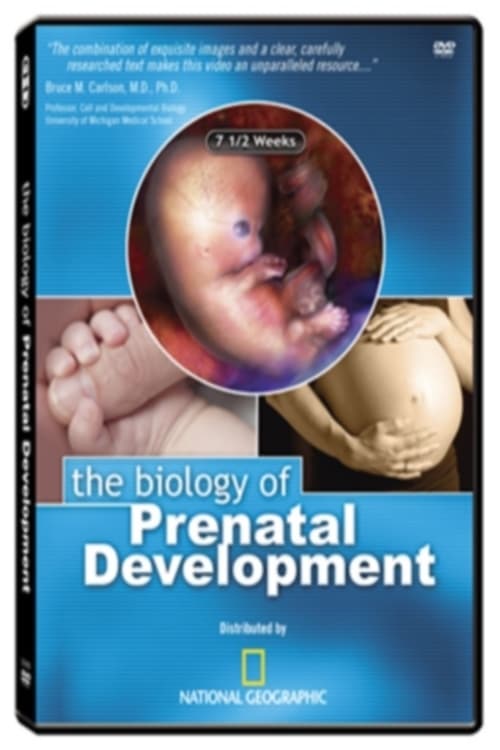 "The combination of exquisite images and a clear, carefully
researched text makes this video an unparalleled resource...."
Bruce M. Carlson, M.D., Ph.D.
Professor, Cell and Developmental Biology
University of Michigan Medical School
DVD
7 1/2 Weeks
the biology of
Prenatal
Development
Distributed by
NATIONAL GEOGRAPHIC
the biology of Prenatal Development